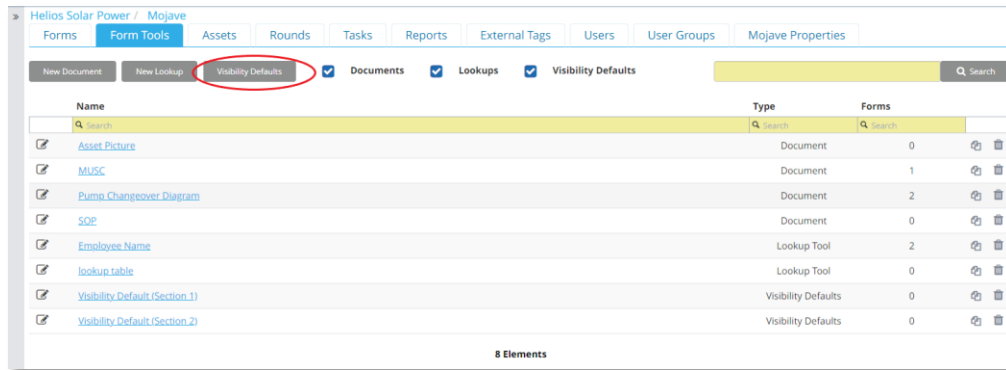 » Helios Solar Power / Mojave
Forms Form Tools Assets Rounds Tasks Reports External Tags Users User Groups Mojave Properties
New Document New Lookup Visibility Defaults Documents Lookups Visibility Defaults Search
Name Type Forms
Search Search Search
Asset Picture Document 0
MUSC Document 1
Pump Changeover Diagram Document 2
SOP Document 0
Employee Name Lookup Tool 2
lookup table Lookup Tool 0
Visibility Default (Section 1) Visibility Defaults 0
Visibility Default (Section 2) Visibility Defaults 0
8 Elements